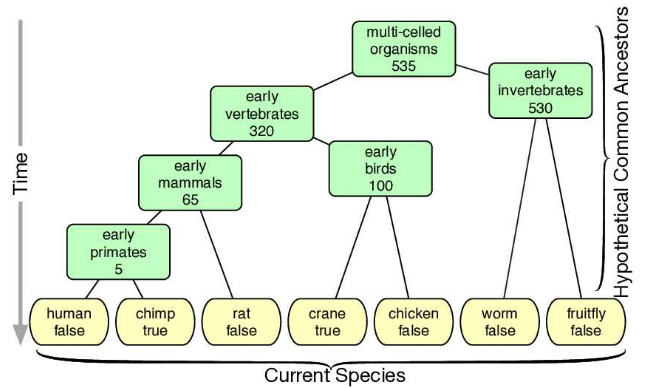 multi-celled
organisms
535
early
invertebrates
530
early
vertebrates
320
early
birds
100
early
mammals
65
early
primates
5
human
false
chimp
true
rat
false
crane
true
chicken
false
worm
false
fruitfly
false
Time
Hypothetical Common Ancestors
Current Species